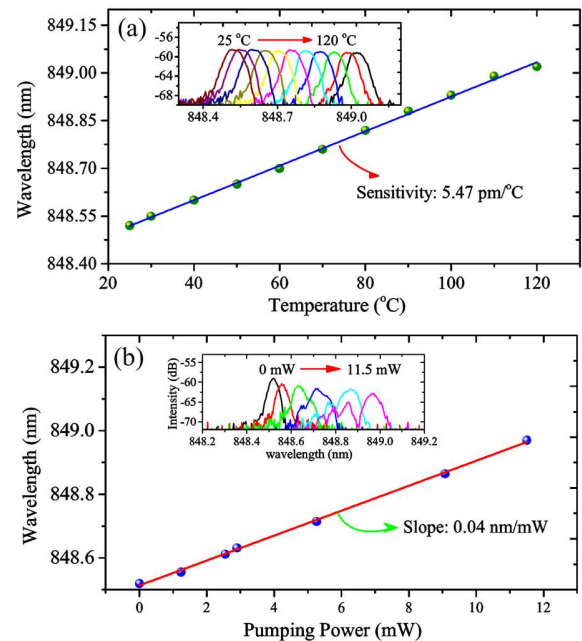 (a)
849.15
849.00
848.85
848.70
848.55
848.40
Wavelength (nm)
-56
-60
-64
-68
25 °C
120 °C
848.4
848.7
849.0
Sensitivity: 5.47 pm/°C
20
40
60
80
100
120
Temperature (°C)
(b)
849.2
849.0
848.8
848.6
Wavelength (nm)
Intensity (dB)
-55
-60
-65
-70
0 mW
11.5 mW
848.2
848.4
848.6
848.8
849.0
849.2
wavelength (nm)
Slope: 0.04 nm/mW
0
2
4
6
8
10
12
Pumping Power (mW)